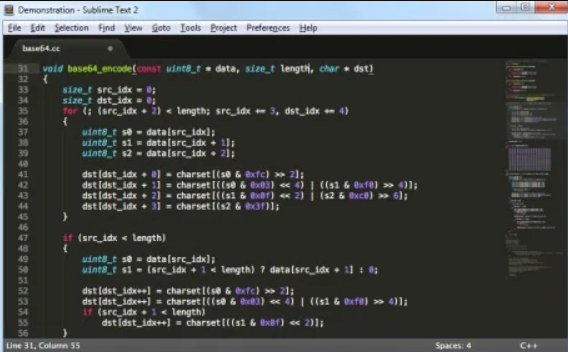 Demonstration - Sublime Text 2
File Edit Selection Find View Goto Tools Project Preferences Help
base64.cc
31 void base64_encode(const uint8_t * data, size_t length, char * dst)
32 {
33 size_t src_idx = 0;
34 size_t dst_idx = 0;
35 for (; (src_idx + 2) < length; src_idx += 3, dst_idx += 4)
36 {
37 uint8_t s0 = data[src_idx];
38 uint8_t s1 = data[src_idx + 1];
39 uint8_t s2 = data[src_idx + 2];
40
41 dst[dst_idx + 0] = charset[(s0 & 0xfc) >> 2];
42 dst[dst_idx + 1] = charset[((s0 & 0x03) << 4) | ((s1 & 0xf0) >> 4)];
43 dst[dst_idx + 2] = charset[((s1 & 0x0f) << 2) | (s2 & 0xc0) >> 6];
44 dst[dst_idx + 3] = charset[(s2 & 0x3f)];
45 }
46
47 if (src_idx < length)
48 {
49 uint8_t s0 = data[src_idx];
50 uint8_t s1 = (src_idx + 1 < length) ? data[src_idx + 1] : 0;
51
52 dst[dst_idx++] = charset[(s0 & 0xfc) >> 2];
53 dst[dst_idx++] = charset[((s0 & 0x03) << 4) | ((s1 & 0xf0) >> 4)];
54 if (src_idx + 1 < length)
55 dst[dst_idx++] = charset[((s1 & 0x0f) << 2)];
56 }
Line 31, Column 55 Spaces: 4 C++